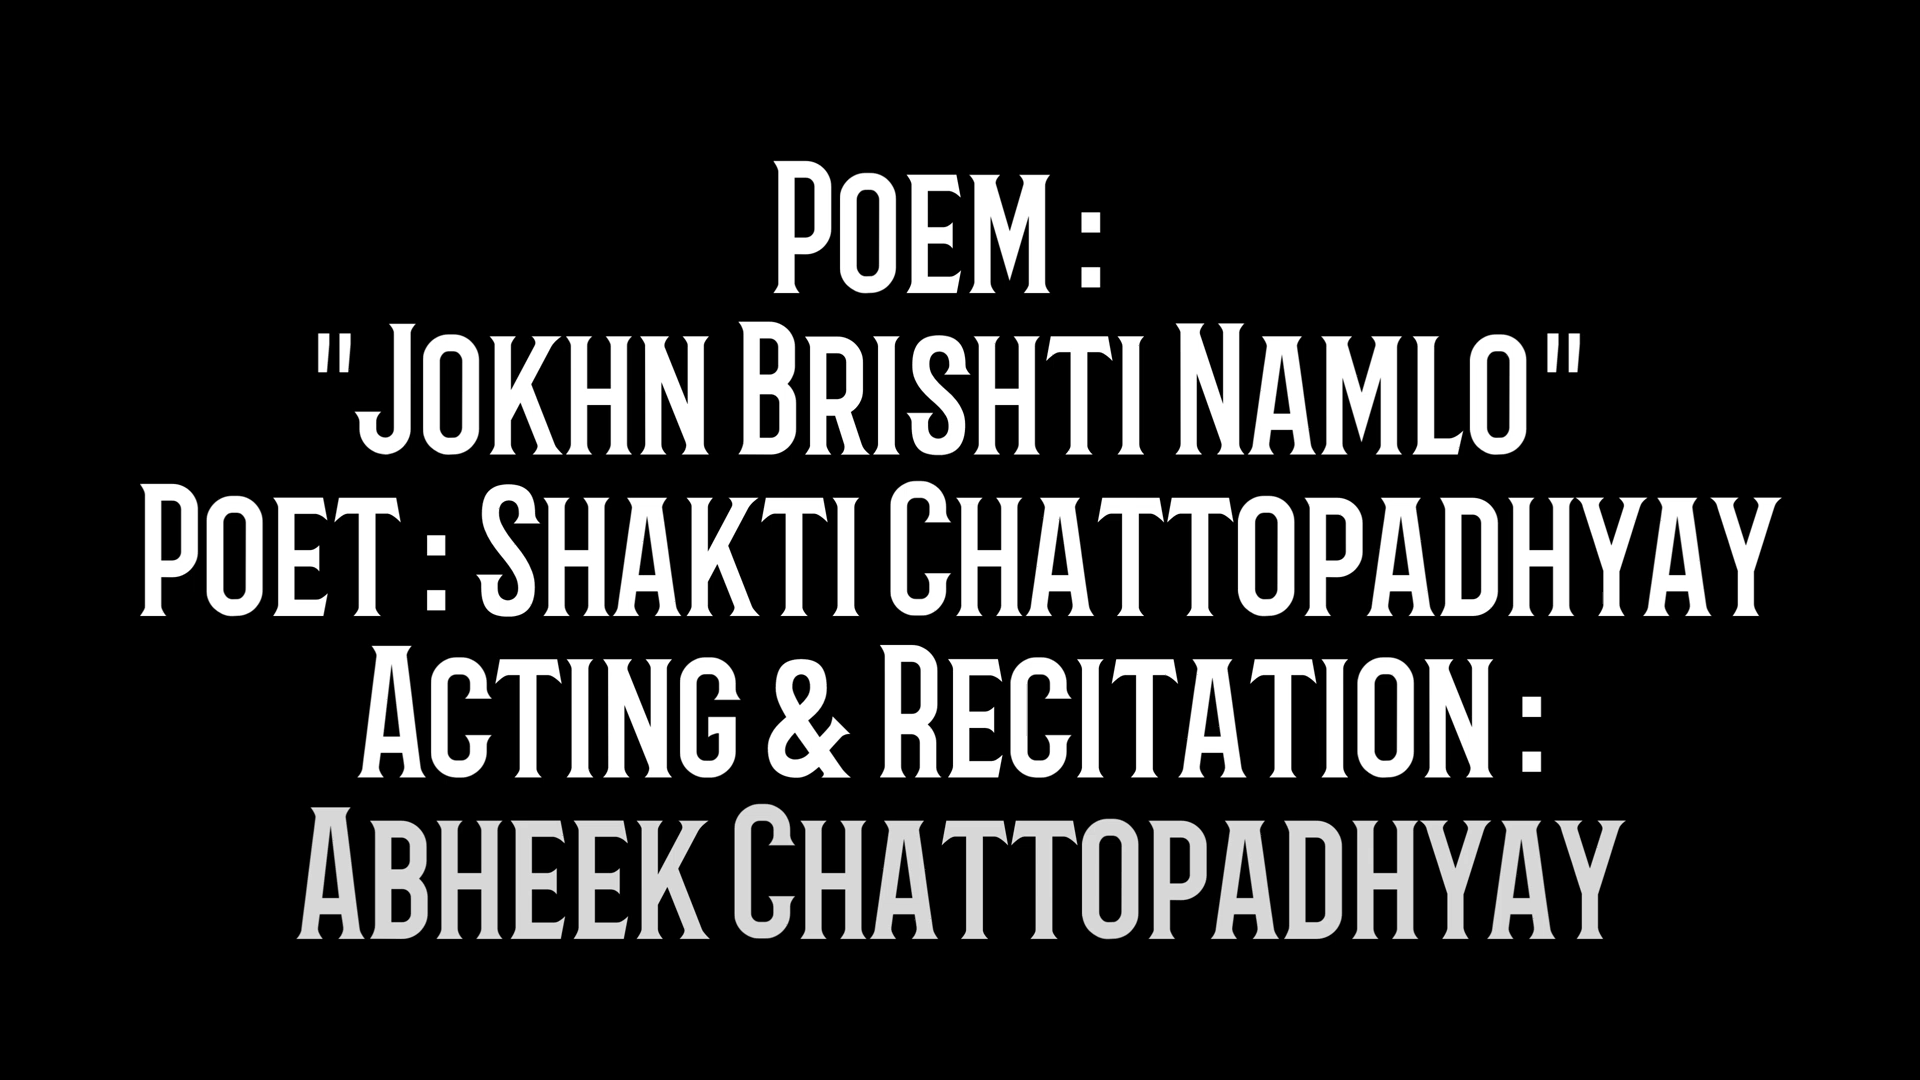 Poem :
"Jokhn Brishti Namlo"
Poet : Shakti Chattopadhyay
Acting & Recitation :
Abheek Chattopadhyay